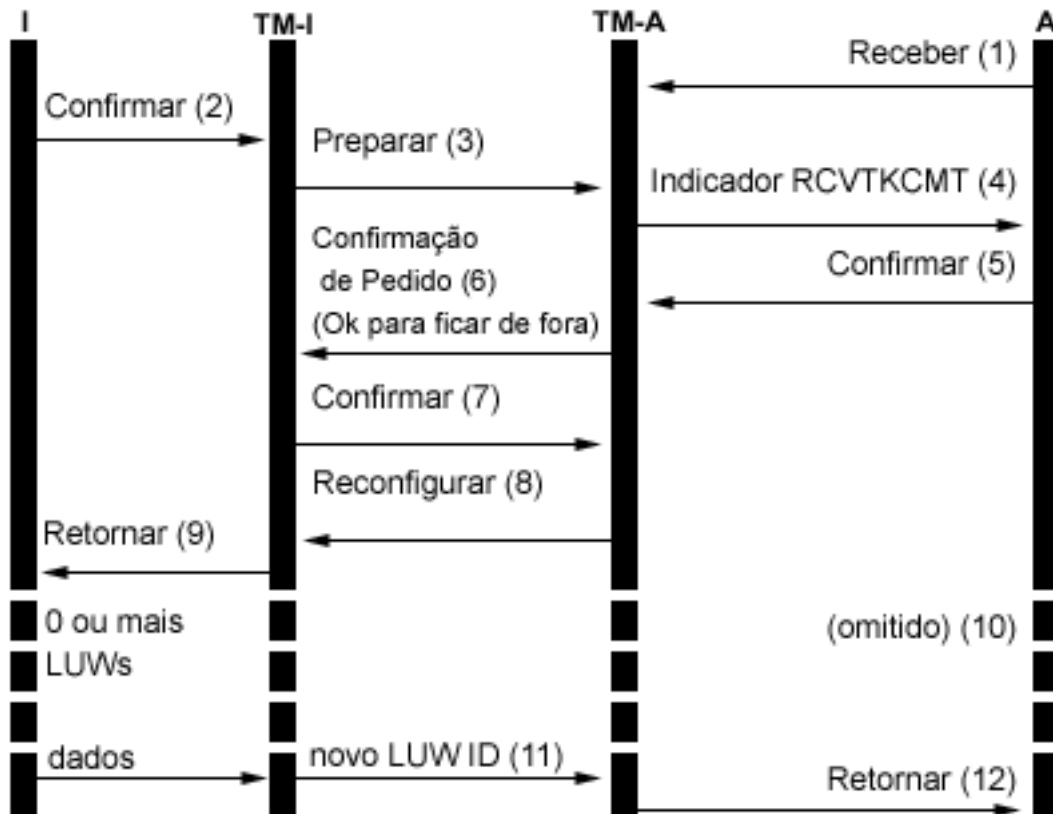 I
TM-I
TM-A
A
Receber (1)
Confirmar (2)
Preparar (3)
Indicador RCVTKCMT (4)
Confirmação
de Pedido (6)
(Ok para ficar de fora)
Confirmar (5)
Confirmar (7)
Reconfigurar (8)
Retornar (9)
0 ou mais
LUWs
(omitido) (10)
dados
novo LUW ID (11)
Retornar (12)